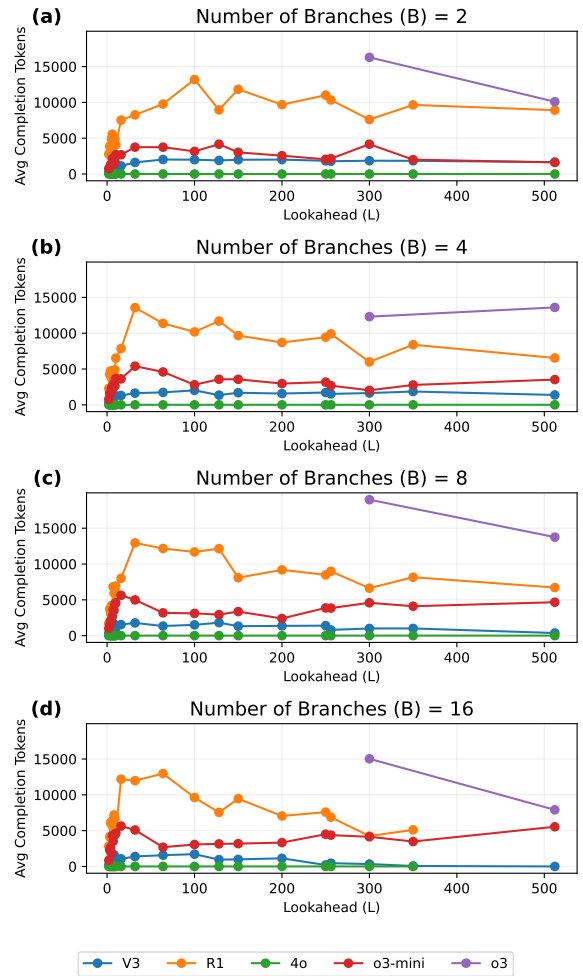 (a) Number of Branches (B) = 2
Avg Completion Tokens
15000
10000
5000
0
0 100 200 300 400 500
Lookahead (L)
(b) Number of Branches (B) = 4
Avg Completion Tokens
15000
10000
5000
0
0 100 200 300 400 500
Lookahead (L)
(c) Number of Branches (B) = 8
Avg Completion Tokens
15000
10000
5000
0
0 100 200 300 400 500
Lookahead (L)
(d) Number of Branches (B) = 16
Avg Completion Tokens
15000
10000
5000
0
0 100 200 300 400 500
Lookahead (L)
V3 R1 4o o3-mini o3